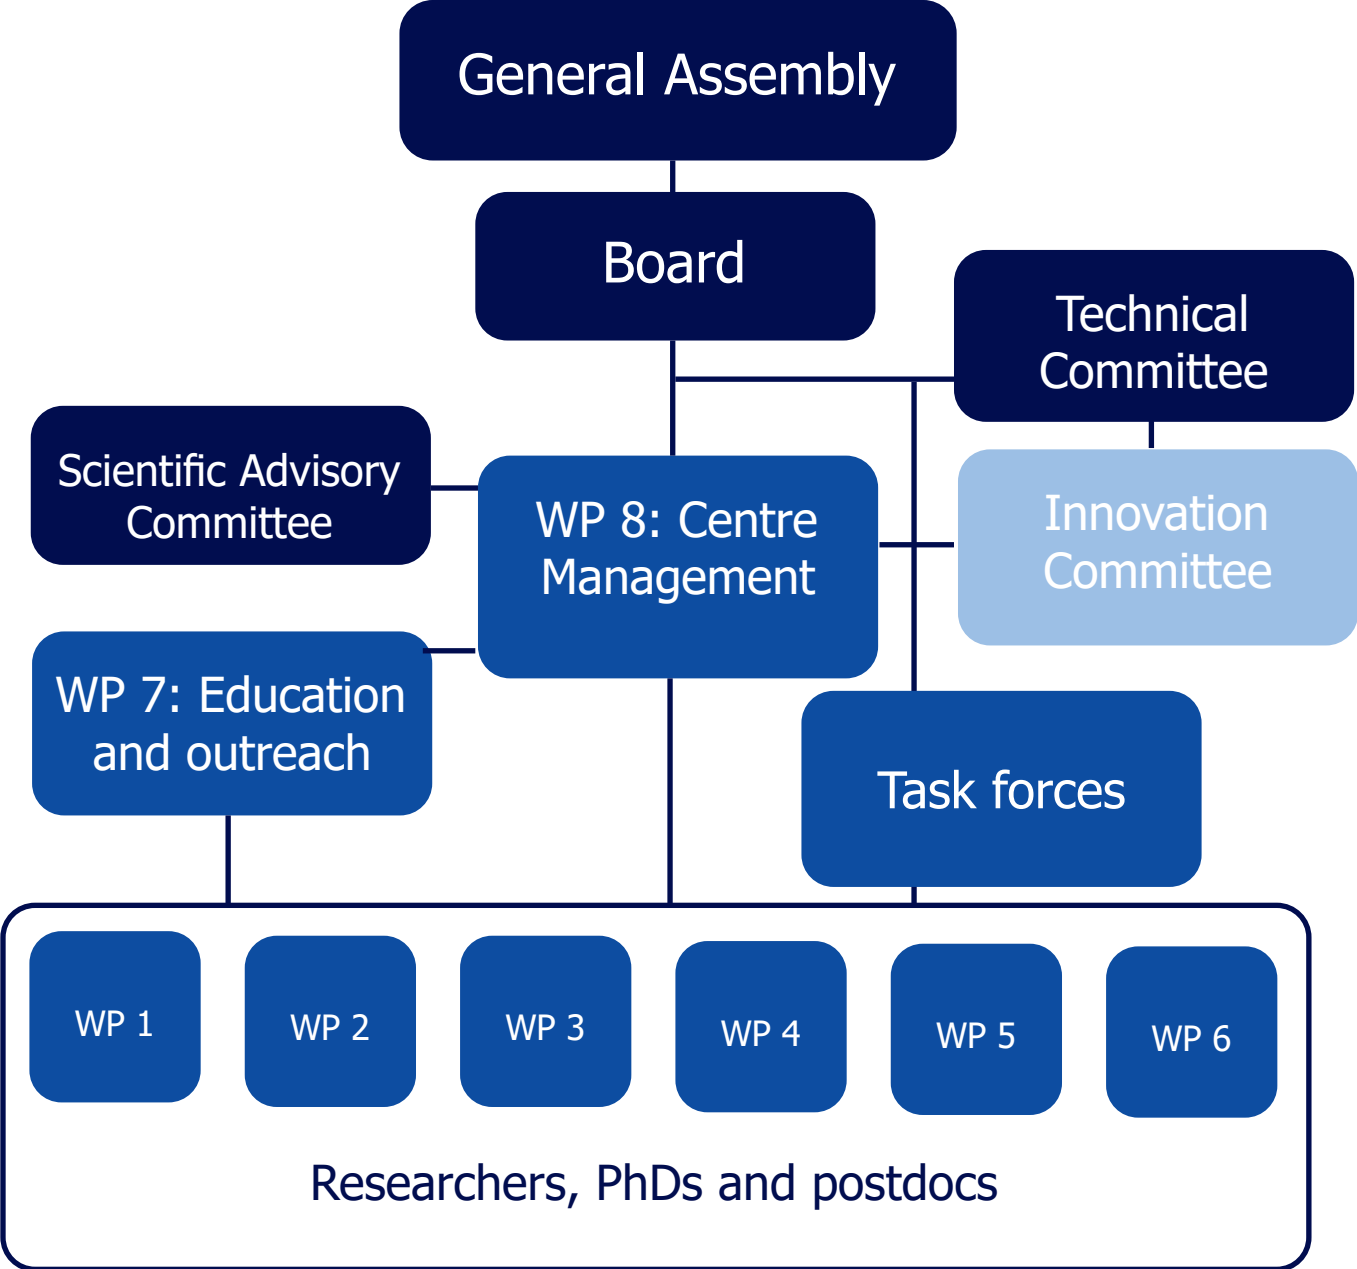 General Assembly
Board
Technical
Committee
Scientific Advisory
Committee
WP 8: Centre
Management
Innovation
Committee
WP 7: Education
and outreach
Task forces
WP 1
WP 2
WP 3
WP 4
WP 5
WP 6
Researchers, PhDs and postdocs